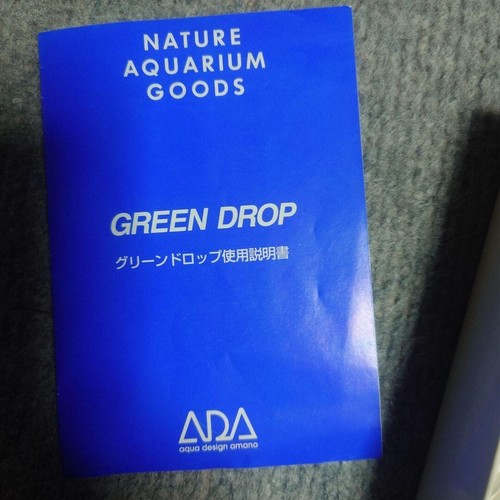 NATURE
AQUARIUM
GOODS
GREEN DROP
グリーンドロップ使用説明書
ADA
aqua design amano